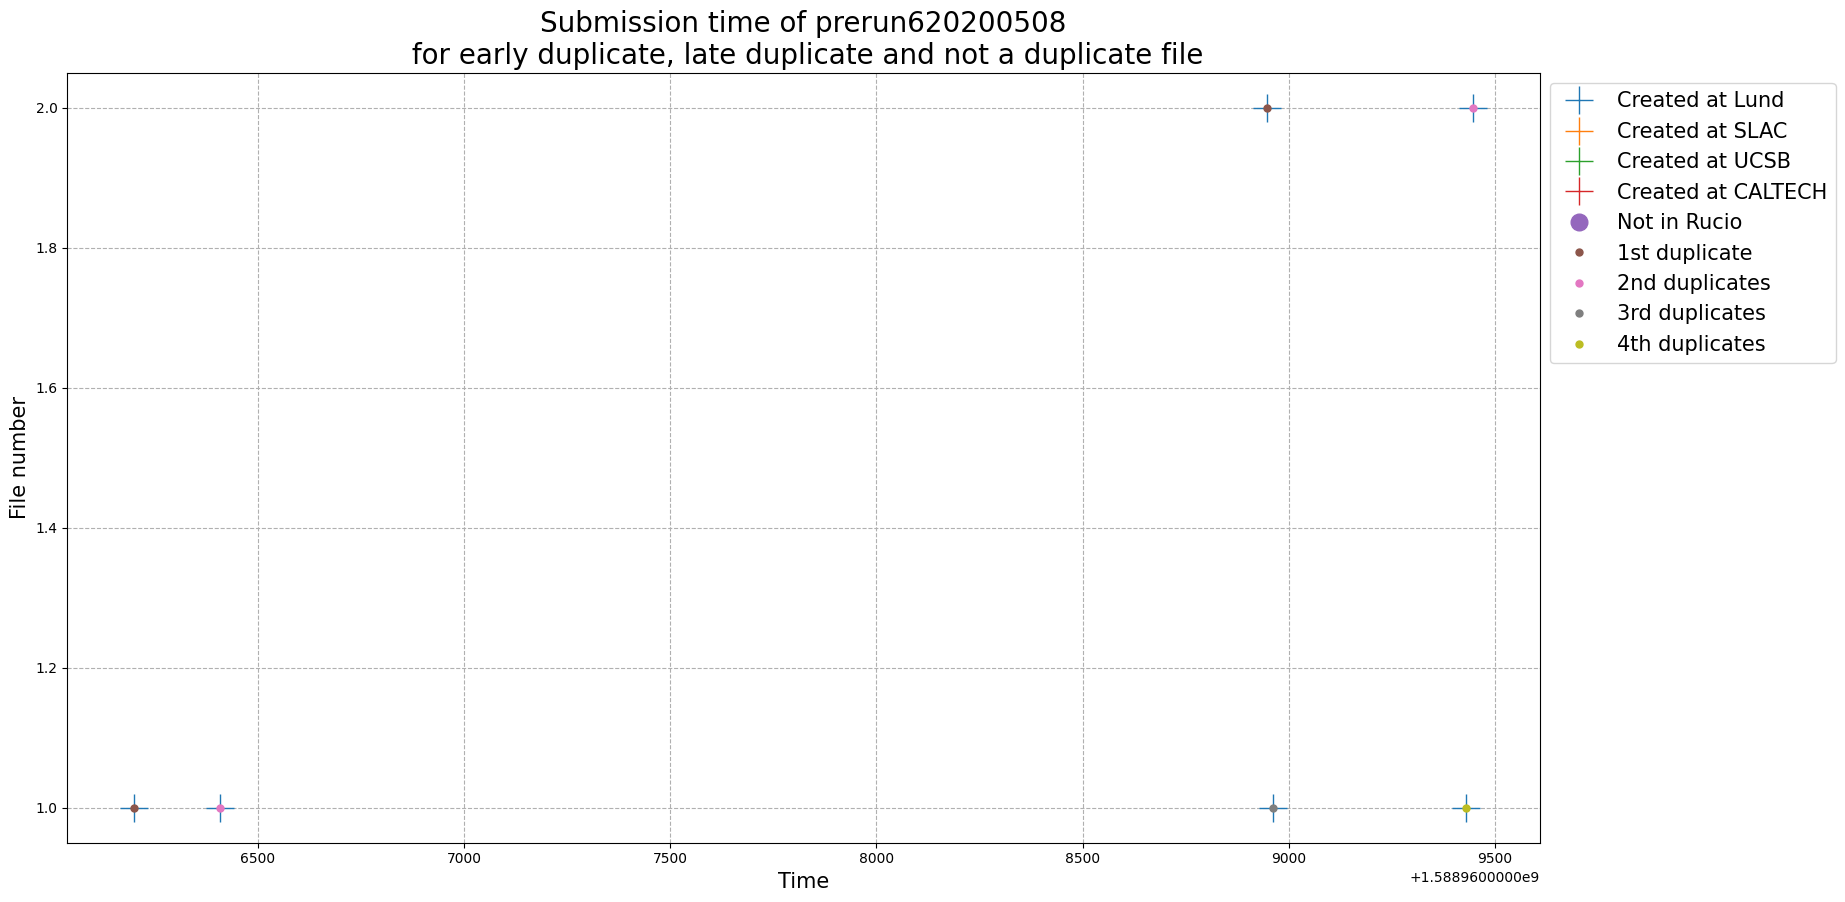 Submission time of prerun620200508
for early duplicate, late duplicate and not a duplicate file
2.0
1.8
1.6
1.4
1.2
1.0
File number
6500
7000
7500
8000
8500
9000
9500
+1.5889600000e9
Time
Created at Lund
Created at SLAC
Created at UCSB
Created at CALTECH
Not in Rucio
1st duplicate
2nd duplicates
3rd duplicates
4th duplicates